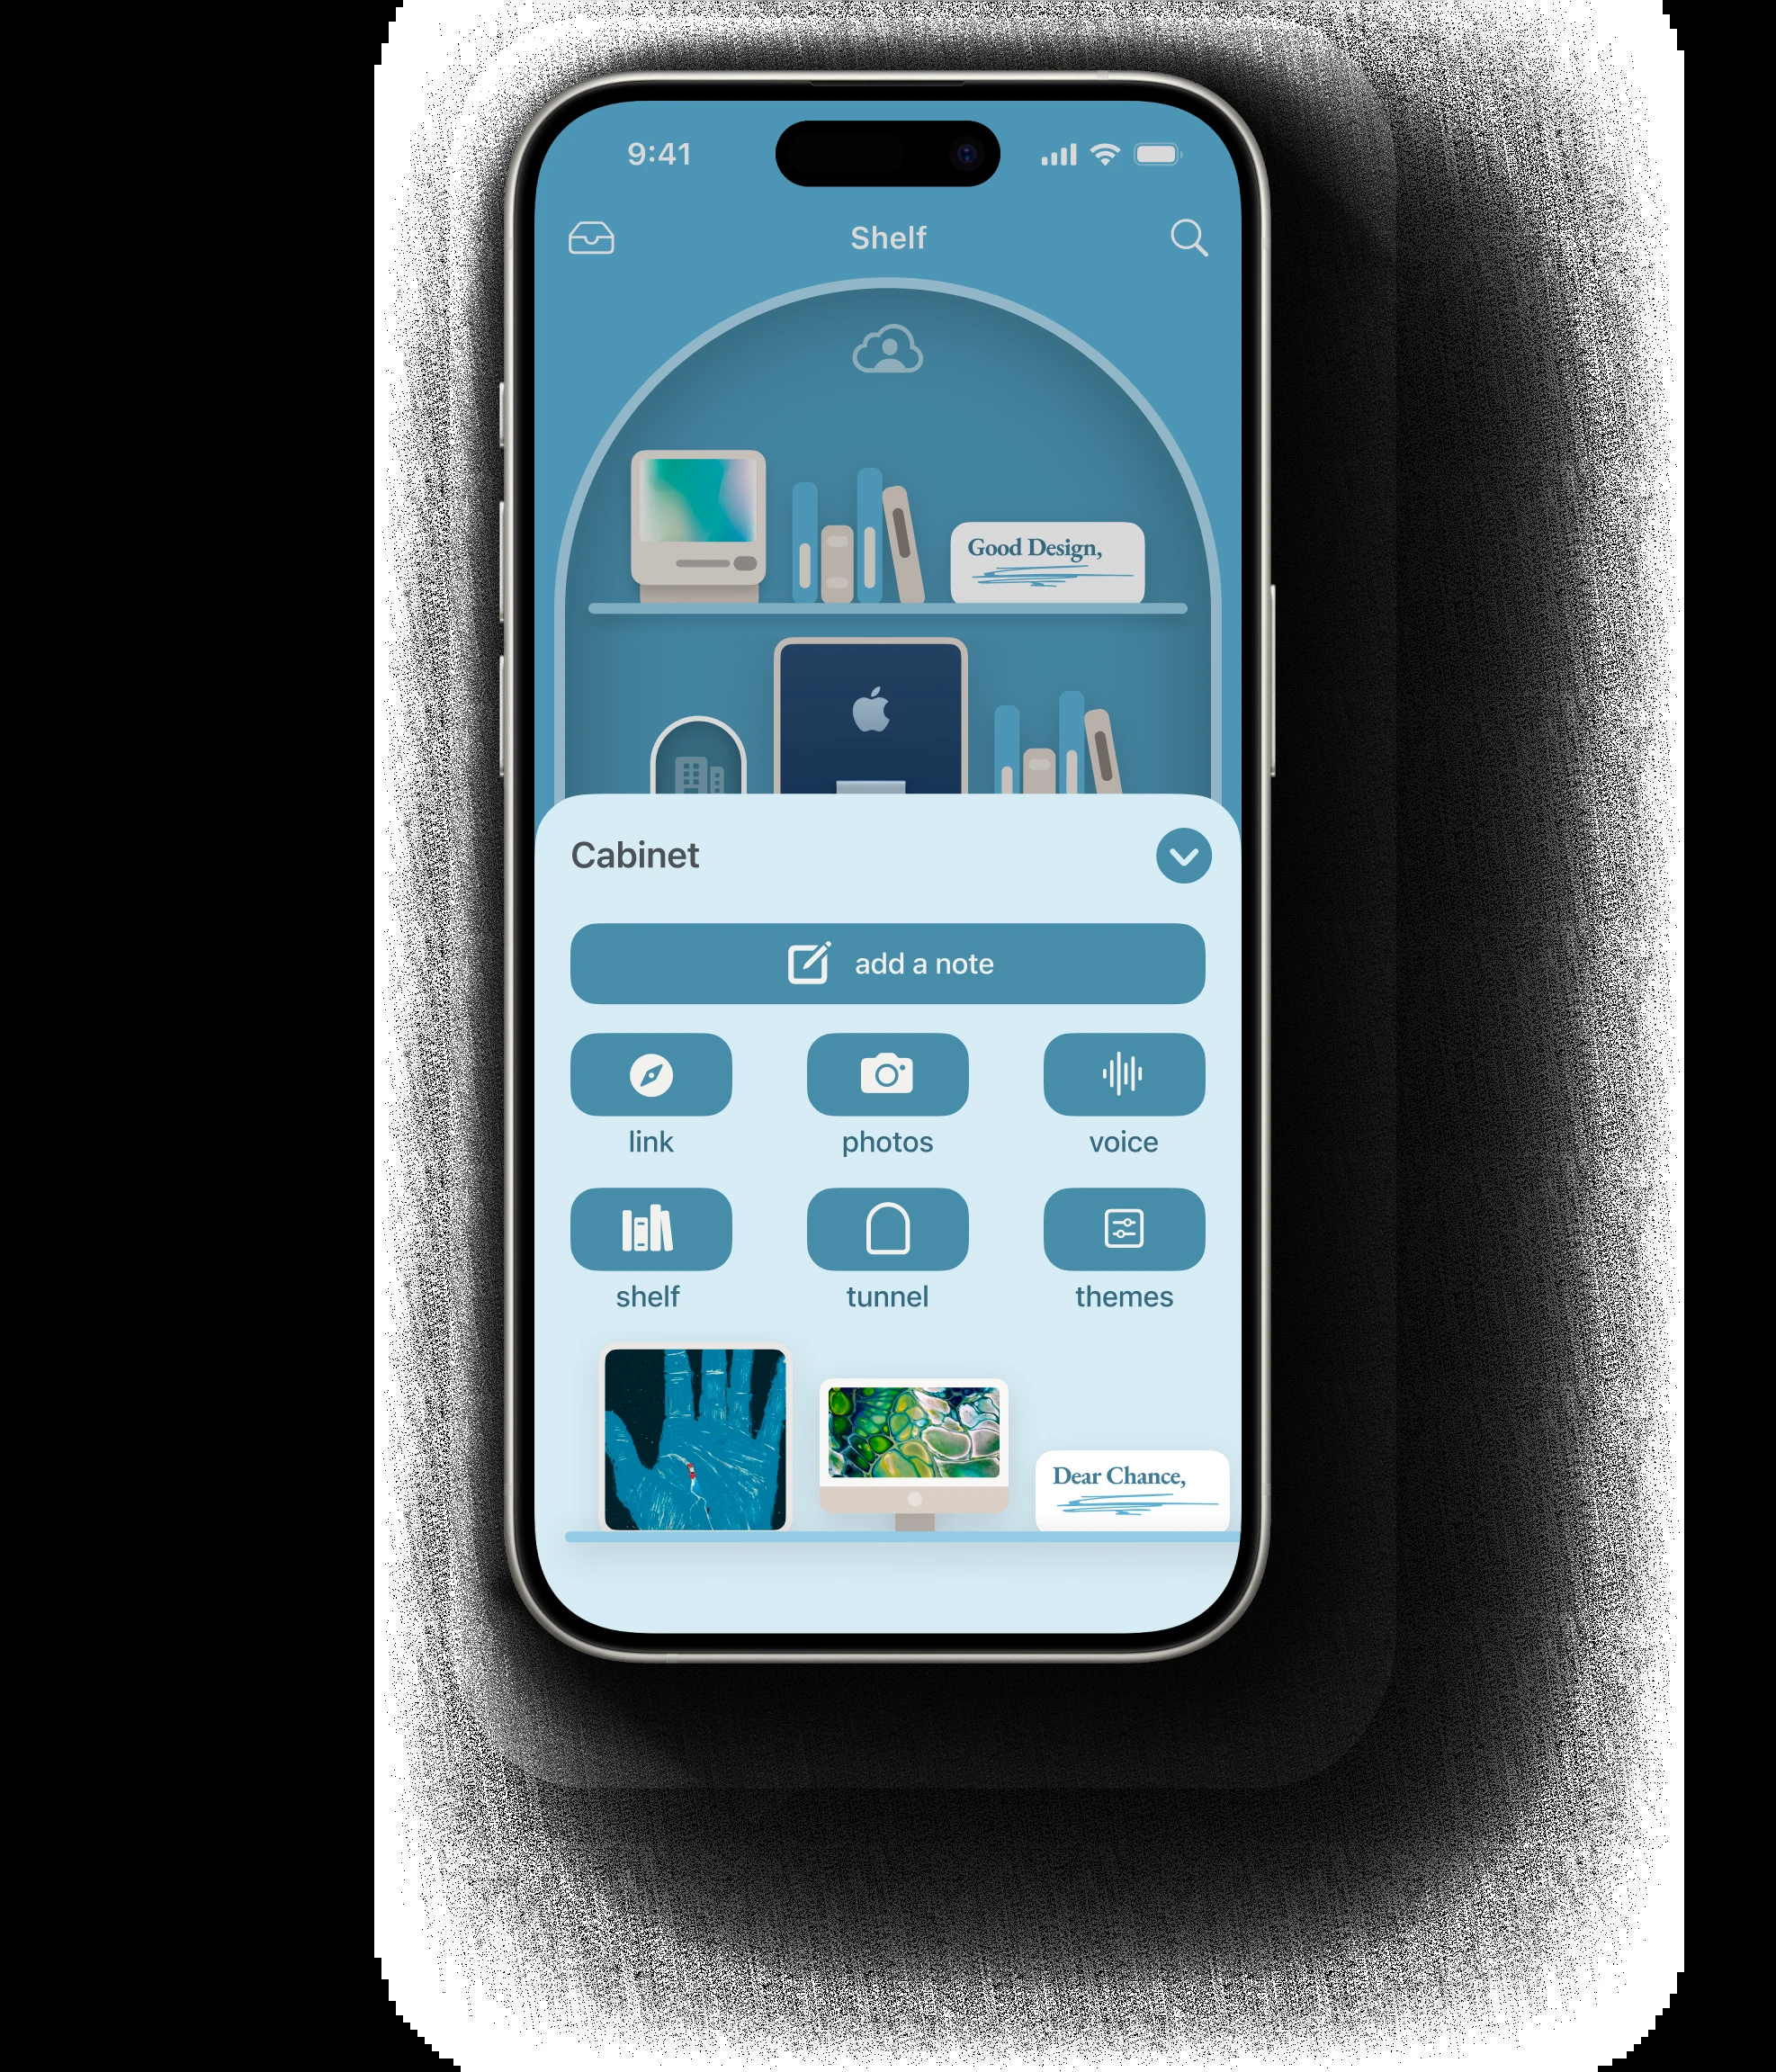 9:41
Shelf
Good Design,
Cabinet
add a note
link photos voice
shelf tunnel themes
Dear Chance,